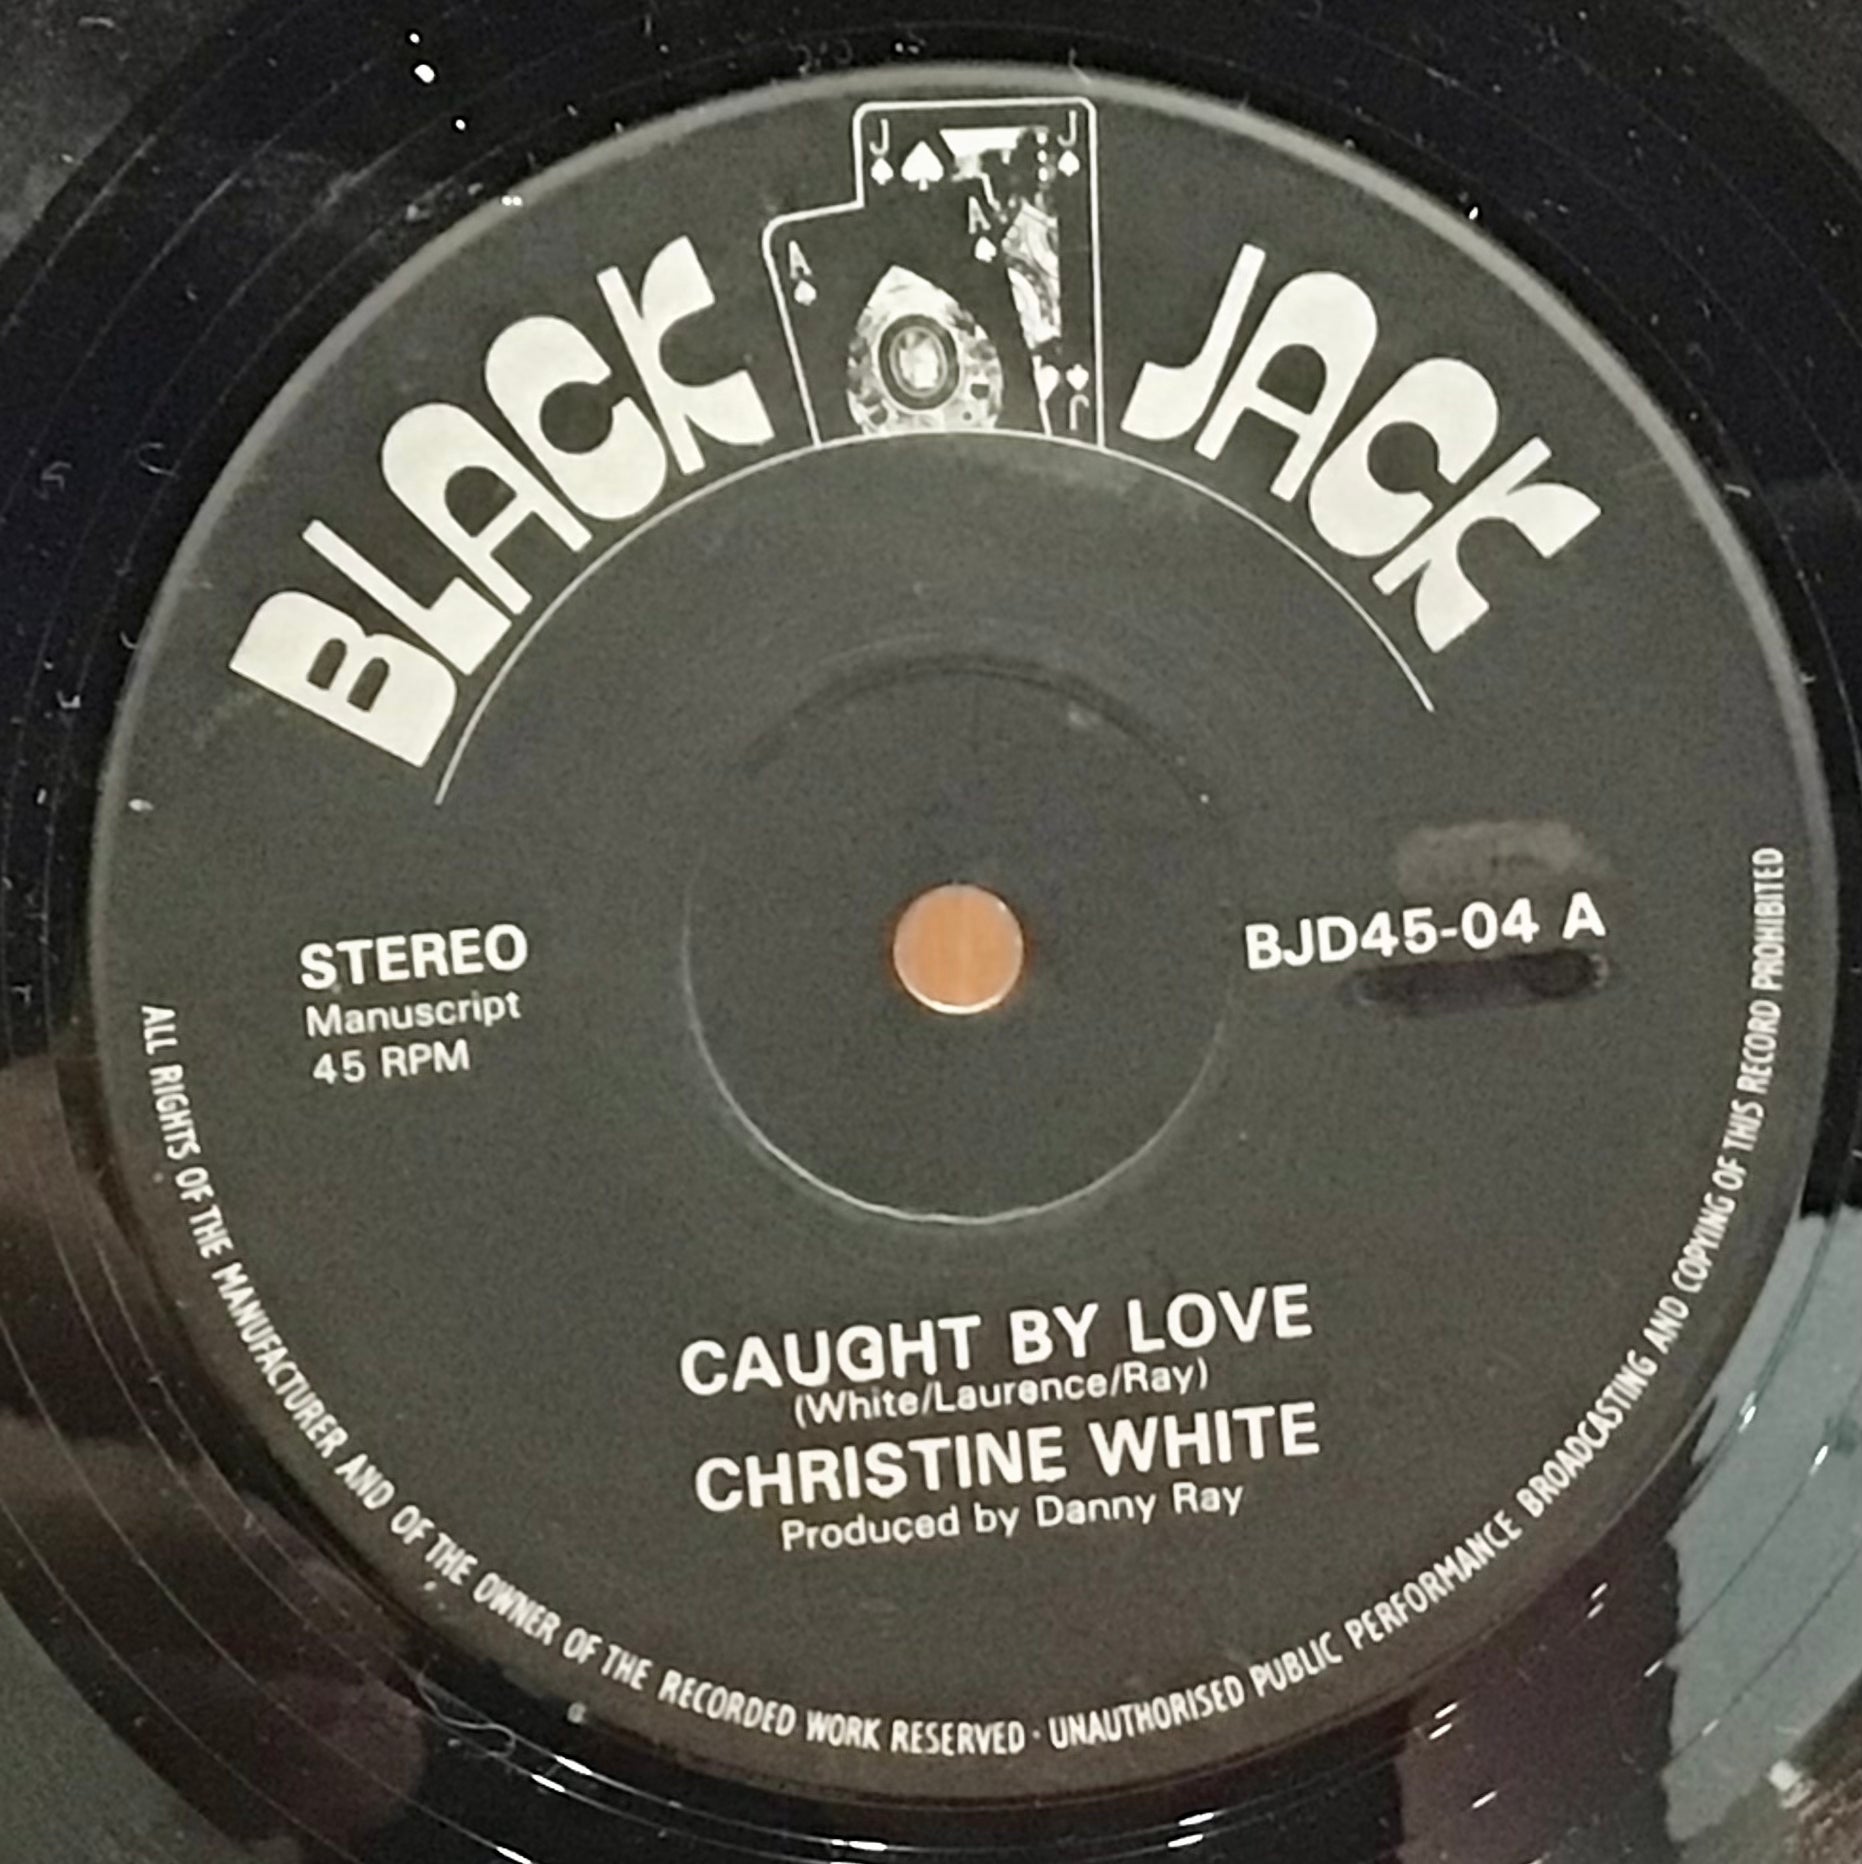 J J
A A
J
BLACK JACK
STEREO
Manuscript
45 RPM
BJD45-04 A
CAUGHT BY LOVE
(White/Laurence/Ray)
CHRISTINE WHITE
Produced by Danny Ray
ALL RIGHTS OF THE MANUFACTURER AND OF THE OWNER OF THE RECORDED WORK RESERVED · UNAUTHORISED PUBLIC PERFORMANCE BROADCASTING AND COPYING OF THIS RECORD PROHIBITED